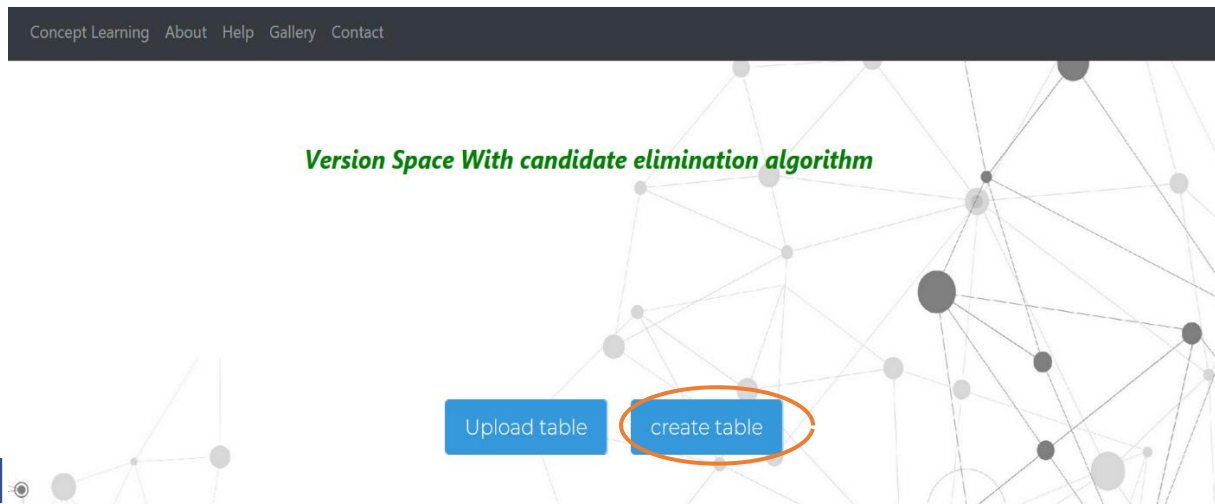 Concept Learning About Help Gallery Contact
Version Space With candidate elimination algorithm
Upload table create table